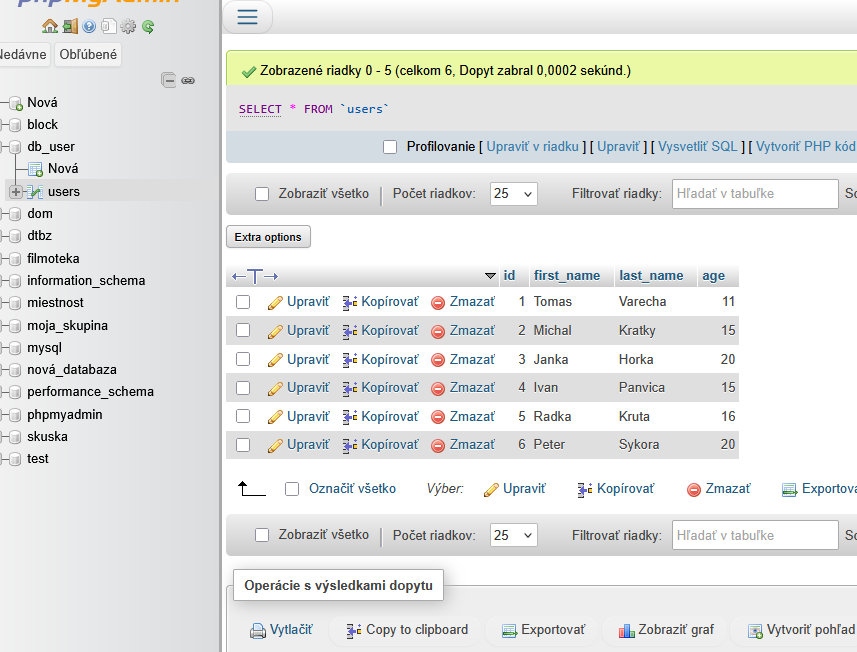 phpMyAdmin
Nedávne Obľúbené
Nová
block
db_user
Nová
users
dom
dtbz
filmoteka
information_schema
miestnost
moja_skupina
mysql
nová_databaza
performance_schema
phpmyadmin
skuska
test
Zobrazené riadky 0 - 5 (celkom 6, Dopyt zabral 0,0002 sekúnd.)
SELECT * FROM `users`
Profilovanie [ Upraviť v riadku ] [ Upraviť ] [ Vysvetliť SQL ] [ Vytvoriť PHP kód
Zobraziť všetko | Počet riadkov: 25 Filtrovať riadky: Hľadať v tabuľke
Extra options
id first_name last_name age
Upraviť Kopírovať Zmazať 1 Tomas Varecha 11
Upraviť Kopírovať Zmazať 2 Michal Kratky 15
Upraviť Kopírovať Zmazať 3 Janka Horka 20
Upraviť Kopírovať Zmazať 4 Ivan Panvica 15
Upraviť Kopírovať Zmazať 5 Radka Kruta 16
Upraviť Kopírovať Zmazať 6 Peter Sykora 20
Označiť všetko Výber: Upraviť Kopírovať Zmazať Exportova
Zobraziť všetko | Počet riadkov: 25 Filtrovať riadky: Hľadať v tabuľke
Operácie s výsledkami dopytu
Vytlačiť Copy to clipboard Exportovať Zobraziť graf Vytvoriť pohľad